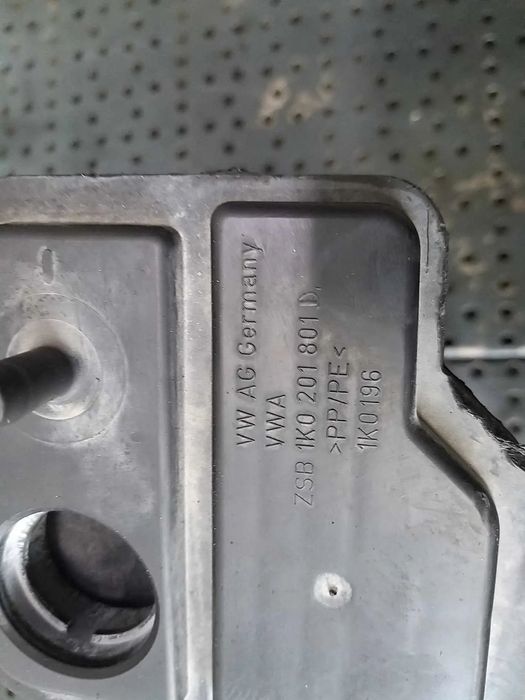 VW AG Germany
VWA
ZSB 1K0 201 801 D
>PP/PE<
1K0196